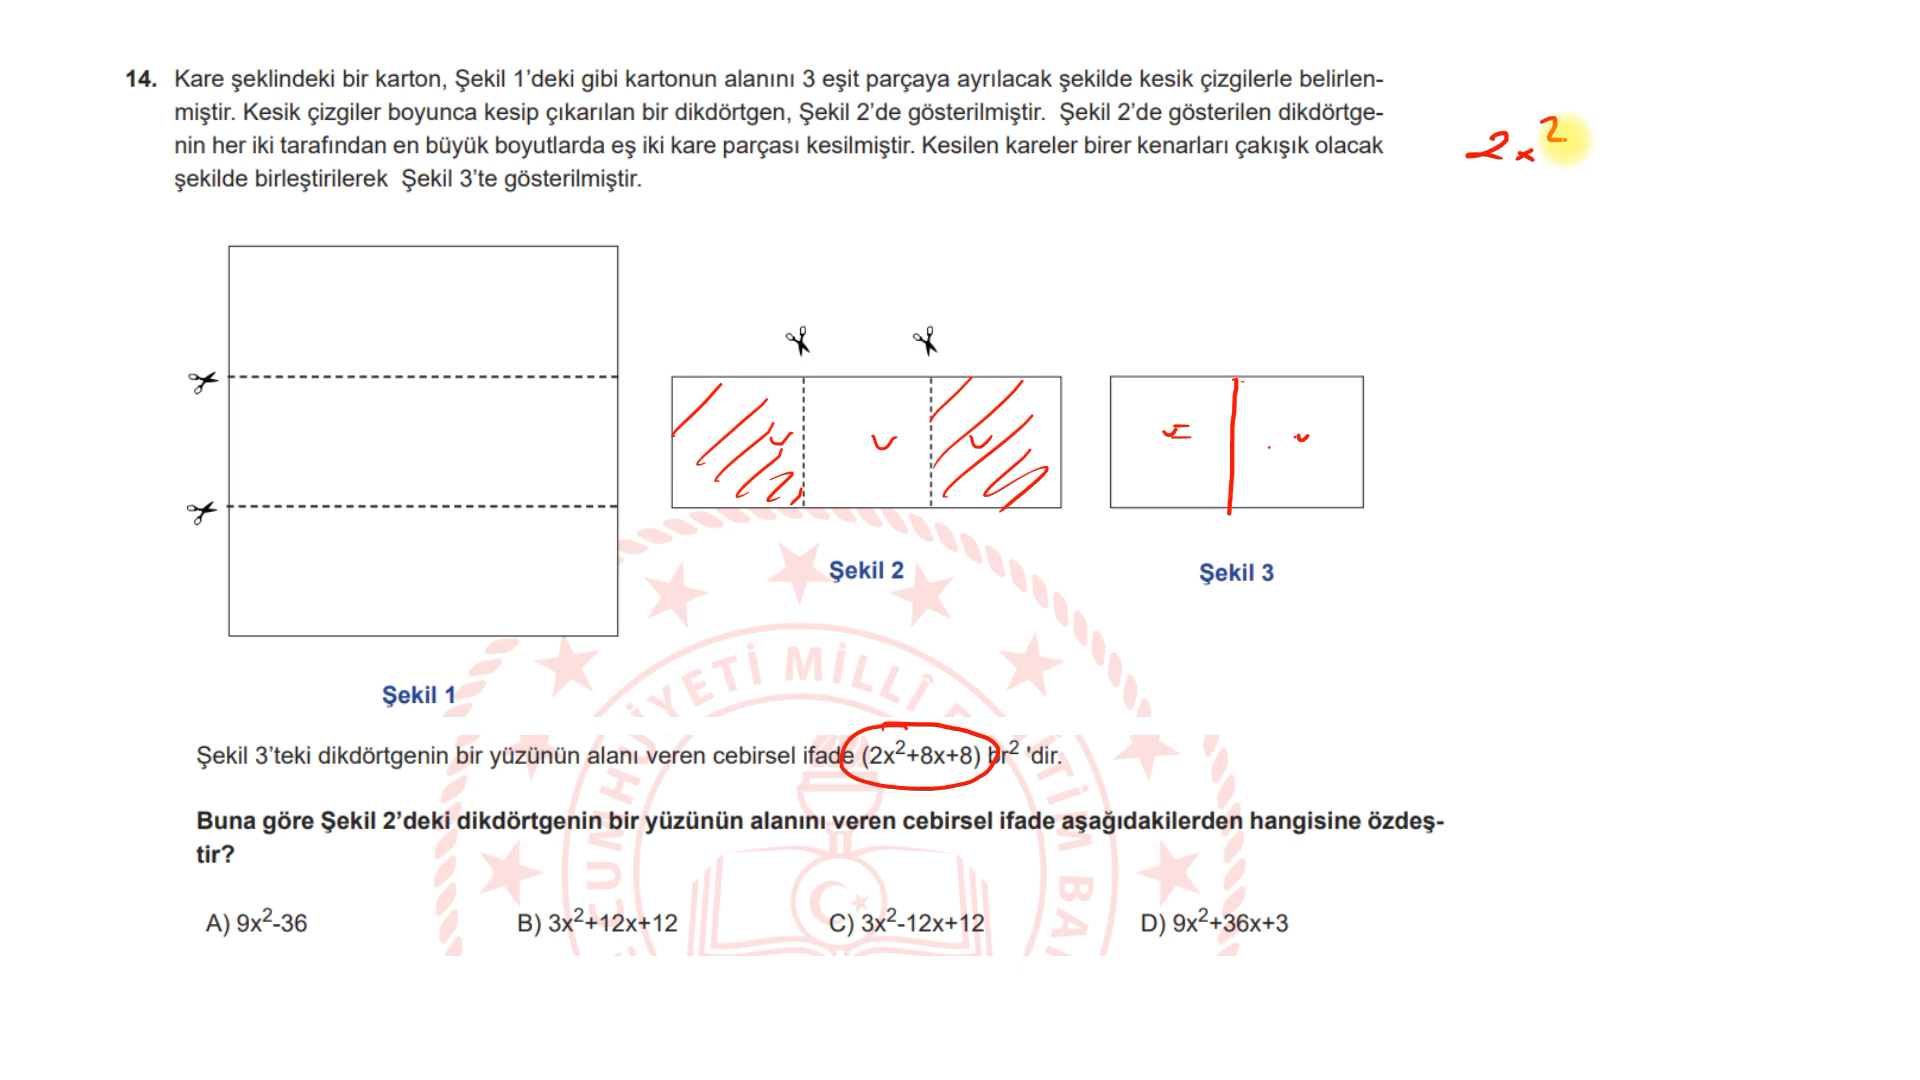 14. Kare şeklindeki bir karton, Şekil 1'deki gibi kartonun alanını 3 eşit parçaya ayrılacak şekilde kesik çizgilerle belirlen-
miştir. Kesik çizgiler boyunca kesip çıkarılan bir dikdörtgen, Şekil 2'de gösterilmiştir. Şekil 2'de gösterilen dikdörtge-
nin her iki tarafından en büyük boyutlarda eş iki kare parçası kesilmiştir. Kesilen kareler birer kenarları çakışık olacak
şekilde birleştirilerek Şekil 3'te gösterilmiştir.
2x²
Şekil 2
Şekil 3
Şekil 1
Şekil 3'teki dikdörtgenin bir yüzünün alanı veren cebirsel ifade (2x²+8x+8) br² 'dir.
Buna göre Şekil 2'deki dikdörtgenin bir yüzünün alanını veren cebirsel ifade aşağıdakilerden hangisine özdeş-
tir?
A) 9x²-36 B) 3x²+12x+12 C) 3x²-12x+12 D) 9x²+36x+3